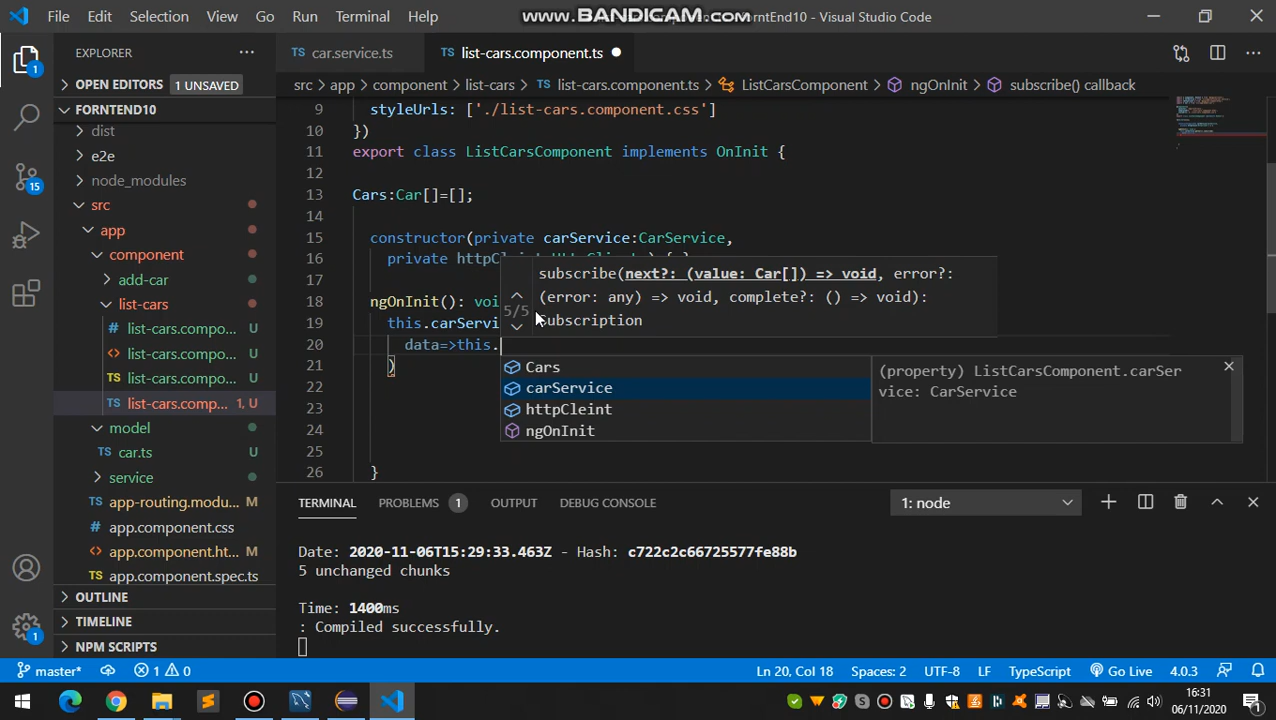 File Edit Selection View Go Run Terminal Help
www.BANDICAM.com
ForntEnd10 - Visual Studio Code
EXPLORER
OPEN EDITORS 1 UNSAVED
FORNTEND10
dist
e2e
node_modules
src
app
component
add-car
list-cars
list-cars.compo... U
list-cars.compo... U
list-cars.compo... U
list-cars.comp... 1, U
model
car.ts U
service
app-routing.modu... M
app.component.css
app.component.ht... M
app.component.spec.ts
OUTLINE
TIMELINE
NPM SCRIPTS
1
15
1
car.service.ts
list-cars.component.ts
src > app > component > list-cars > list-cars.component.ts > ListCarsComponent > ngOnInit > subscribe() callback
9 styleUrls: ['./list-cars.component.css']
10 })
11 export class ListCarsComponent implements OnInit {
12
13 Cars:Car[]=[];
14
15 constructor(private carService:CarService,
16 private httpC
17
18 ngOnInit(): voi
19 this.carServi
20 data=>this.
21 )
22
23
24
25
26 }
5/5
subscribe(next?: (value: Car[]) => void, error?:
(error: any) => void, complete?: () => void):
Subscription
Cars
carService
httpCleint
ngOnInit
(property) ListCarsComponent.carSer
vice: CarService
TERMINAL PROBLEMS 1 OUTPUT DEBUG CONSOLE
1: node
Date: 2020-11-06T15:29:33.463Z - Hash: c722c2c66725577fe88b
5 unchanged chunks
Time: 1400ms
: Compiled successfully.
master* 1 0
Ln 20, Col 18 Spaces: 2 UTF-8 LF TypeScript Go Live 4.0.3
16:31
06/11/2020